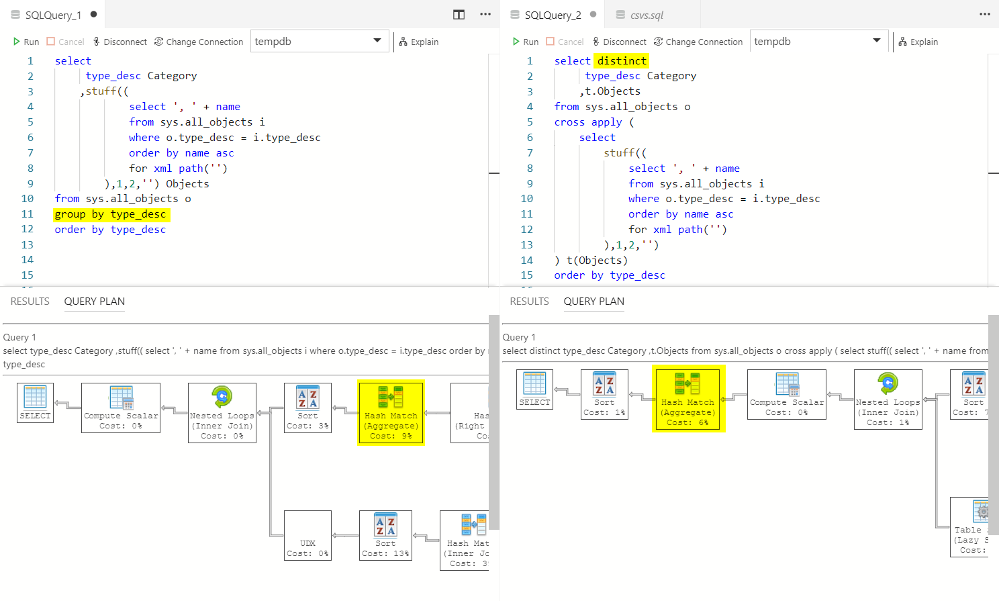 SQLQuery_1
Run Cancel Disconnect Change Connection tempdb Explain
1 select
2 type_desc Category
3 ,stuff((
4 select ', ' + name
5 from sys.all_objects i
6 where o.type_desc = i.type_desc
7 order by name asc
8 for xml path('')
9 ),1,2,'') Objects
10 from sys.all_objects o
11 group by type_desc
12 order by type_desc
13
14
15
RESULTS QUERY PLAN
Query 1
select type_desc Category ,stuff(( select ', ' + name from sys.all_objects i where o.type_desc = i.type_desc order by
type_desc
SELECT
Compute Scalar
Cost: 0%
Nested Loops
(Inner Join)
Cost: 0%
Sort
Cost: 3%
Hash Match
(Aggregate)
Cost: 9%
Has
(Right
Co
UDX
Cost: 0%
Sort
Cost: 13%
Hash Mat
(Inner Jo
Cost: 3
SQLQuery_2 csvs.sql
Run Cancel Disconnect Change Connection tempdb Explain
1 select distinct
2 type_desc Category
3 ,t.Objects
4 from sys.all_objects o
5 cross apply (
6 select
7 stuff((
8 select ', ' + name
9 from sys.all_objects i
10 where o.type_desc = i.type_desc
11 order by name asc
12 for xml path('')
13 ),1,2,'')
14 ) t(Objects)
15 order by type_desc
RESULTS QUERY PLAN
Query 1
select distinct type_desc Category ,t.Objects from sys.all_objects o cross apply ( select stuff(( select ', ' + name from
SELECT
Sort
Cost: 1%
Hash Match
(Aggregate)
Cost: 6%
Compute Scalar
Cost: 0%
Nested Loops
(Inner Join)
Cost: 1%
Sort
Cost: 7
Table
(Lazy S
Cost: